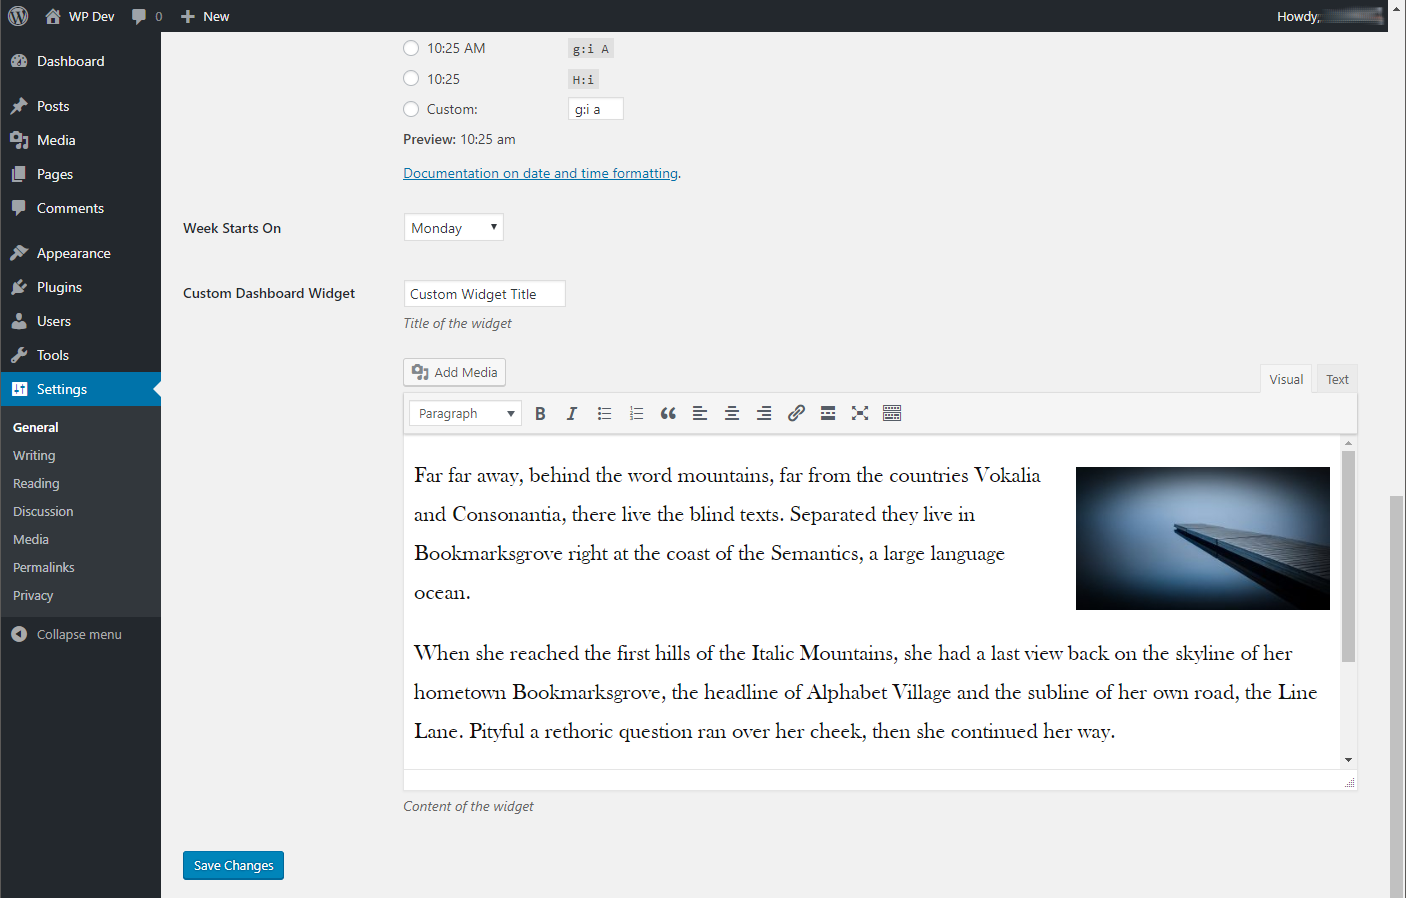 WP Dev 0 New Howdy,
Dashboard
Posts
Media
Pages
Comments
Appearance
Plugins
Users
Tools
Settings
General
Writing
Reading
Discussion
Media
Permalinks
Privacy
Collapse menu
10:25 AM g:i A
10:25 H:i
Custom: g:i a
Preview: 10:25 am
Documentation on date and time formatting.
Week Starts On Monday
Custom Dashboard Widget Custom Widget Title
Title of the widget
Add Media
Visual Text
Paragraph
Far far away, behind the word mountains, far from the countries Vokalia
and Consonantia, there live the blind texts. Separated they live in
Bookmarksgrove right at the coast of the Semantics, a large language
ocean.
When she reached the first hills of the Italic Mountains, she had a last view back on the skyline of her
hometown Bookmarksgrove, the headline of Alphabet Village and the subline of her own road, the Line
Lane. Pityful a rethoric question ran over her cheek, then she continued her way.
Content of the widget
Save Changes